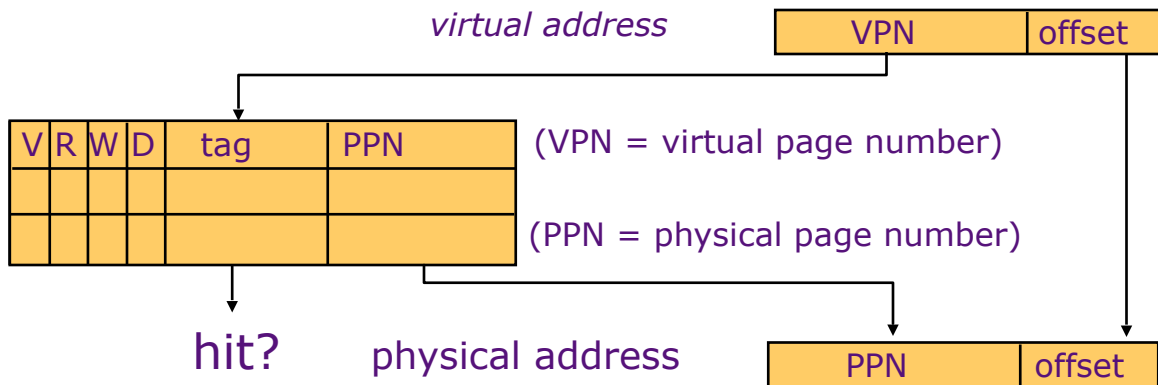 virtual address
VPN offset
V R W D tag PPN
(VPN = virtual page number)
(PPN = physical page number)
hit?
physical address
PPN offset